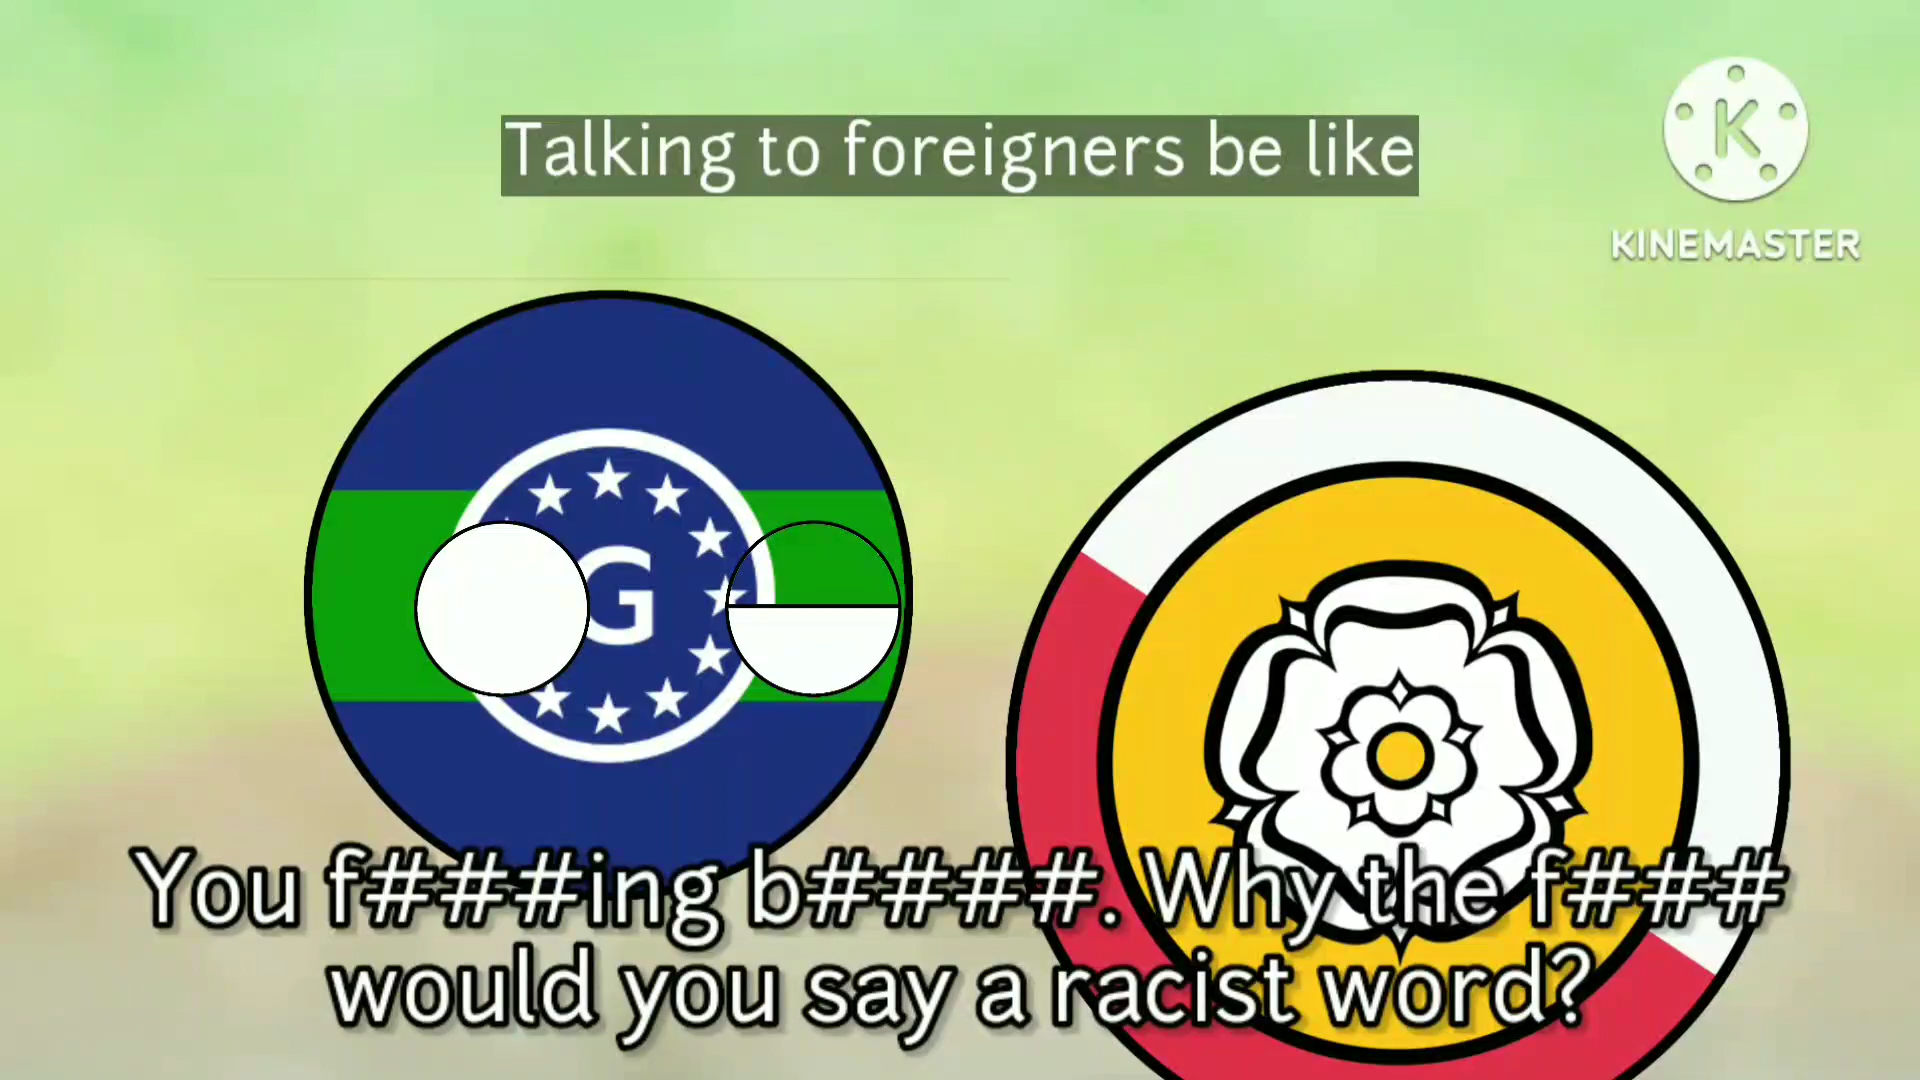 Talking to foreigners be like
K
KINEMASTER
G
You f###ing b####. Why the f###
would you say a racist word?